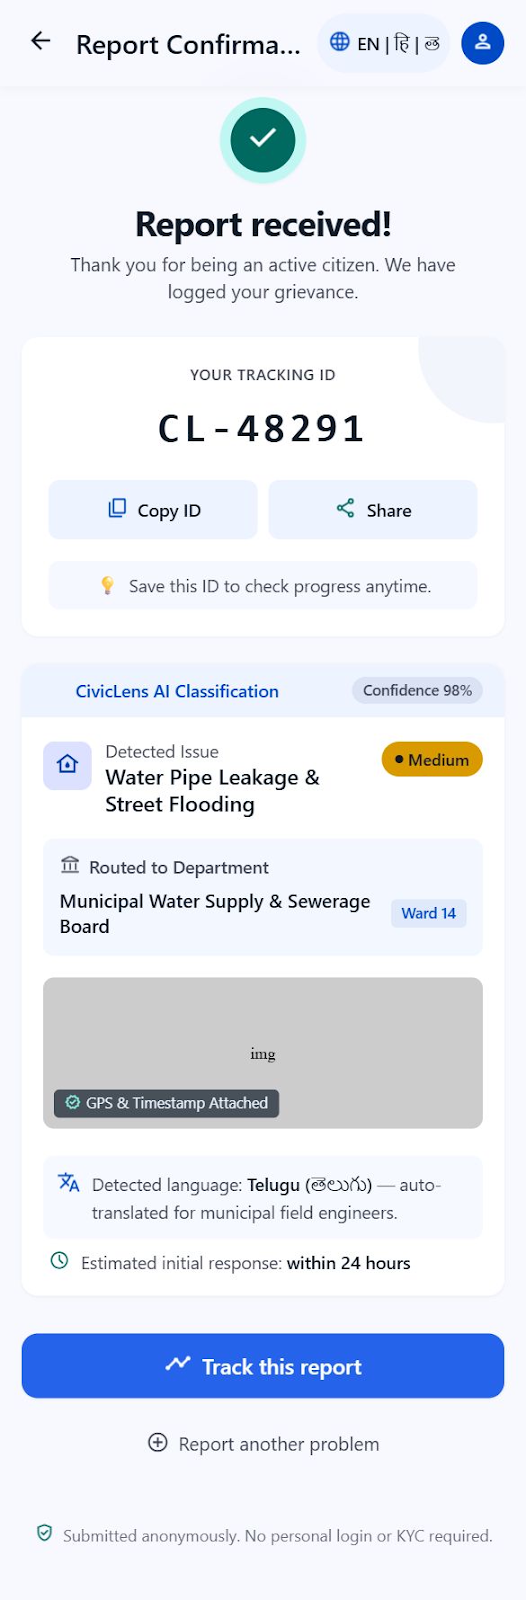 Report Confirma...
EN | हि | త
Report received!
Thank you for being an active citizen. We have
logged your grievance.
YOUR TRACKING ID
CL-48291
Copy ID
Share
Save this ID to check progress anytime.
CivicLens AI Classification
Confidence 98%
Detected Issue
Medium
Water Pipe Leakage &
Street Flooding
Routed to Department
Municipal Water Supply & Sewerage
Board
Ward 14
img
GPS & Timestamp Attached
Detected language: Telugu (తెలుగు) — auto-
translated for municipal field engineers.
Estimated initial response: within 24 hours
Track this report
Report another problem
Submitted anonymously. No personal login or KYC required.